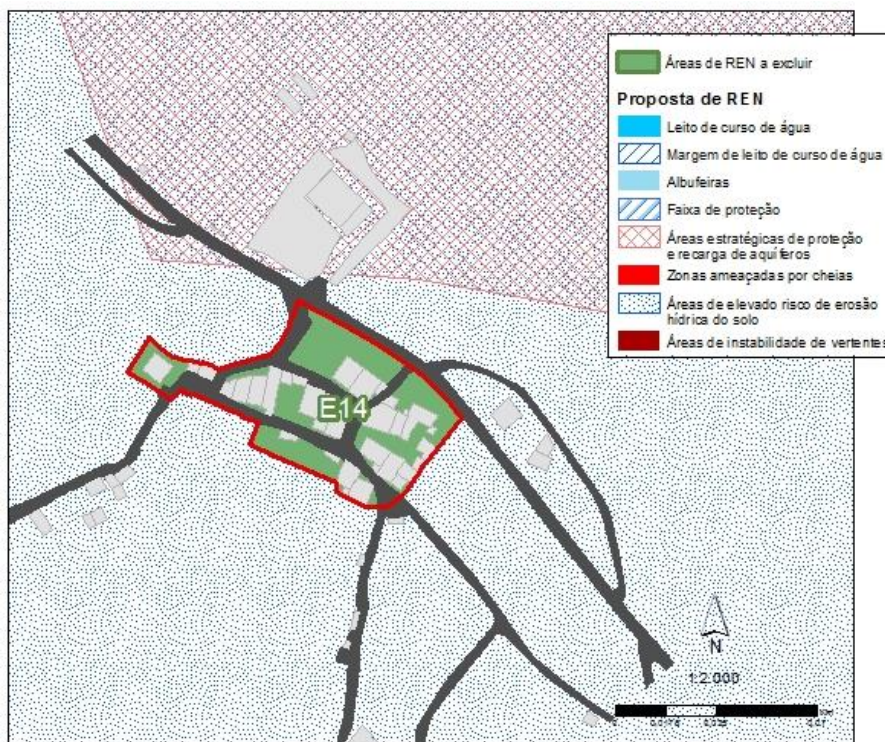 Áreas de REN a excluir
Proposta de REN
Leito de curso de água
Margem de leito de curso de água
Albufeiras
Faixa de proteção
Áreas estratégicas de proteção
e recarga de aquíferos
Zonas ameaçadas por cheias
Áreas de elevado risco de erosão
hídrica do solo
Áreas de instabilidade de vertentes
E14
N
1:2.000